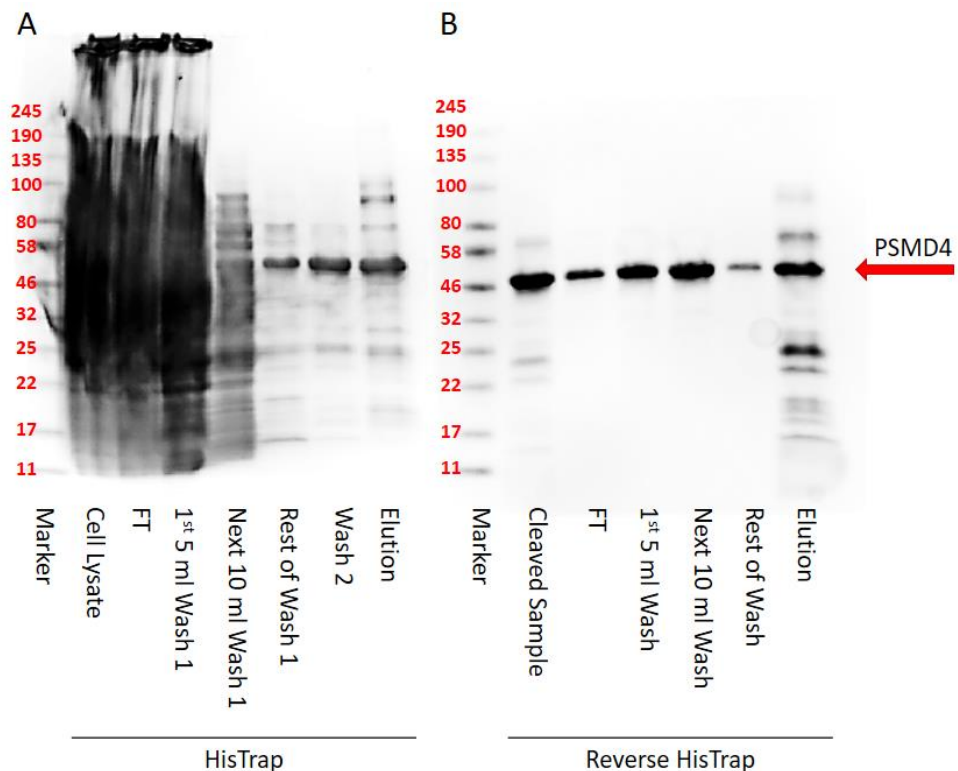 A
B
245
190
135
100
80
58
46
32
25
22
17
11
245
190
135
100
80
58
46
32
25
22
17
11
PSMD4
Marker
Cell Lysate
FT
1st 5 ml Wash 1
Next 10 ml Wash 1
Rest of Wash 1
Wash 2
Elution
Marker
Cleaved Sample
FT
1st 5 ml Wash
Next 10 ml Wash
Rest of Wash
Elution
HisTrap
Reverse HisTrap